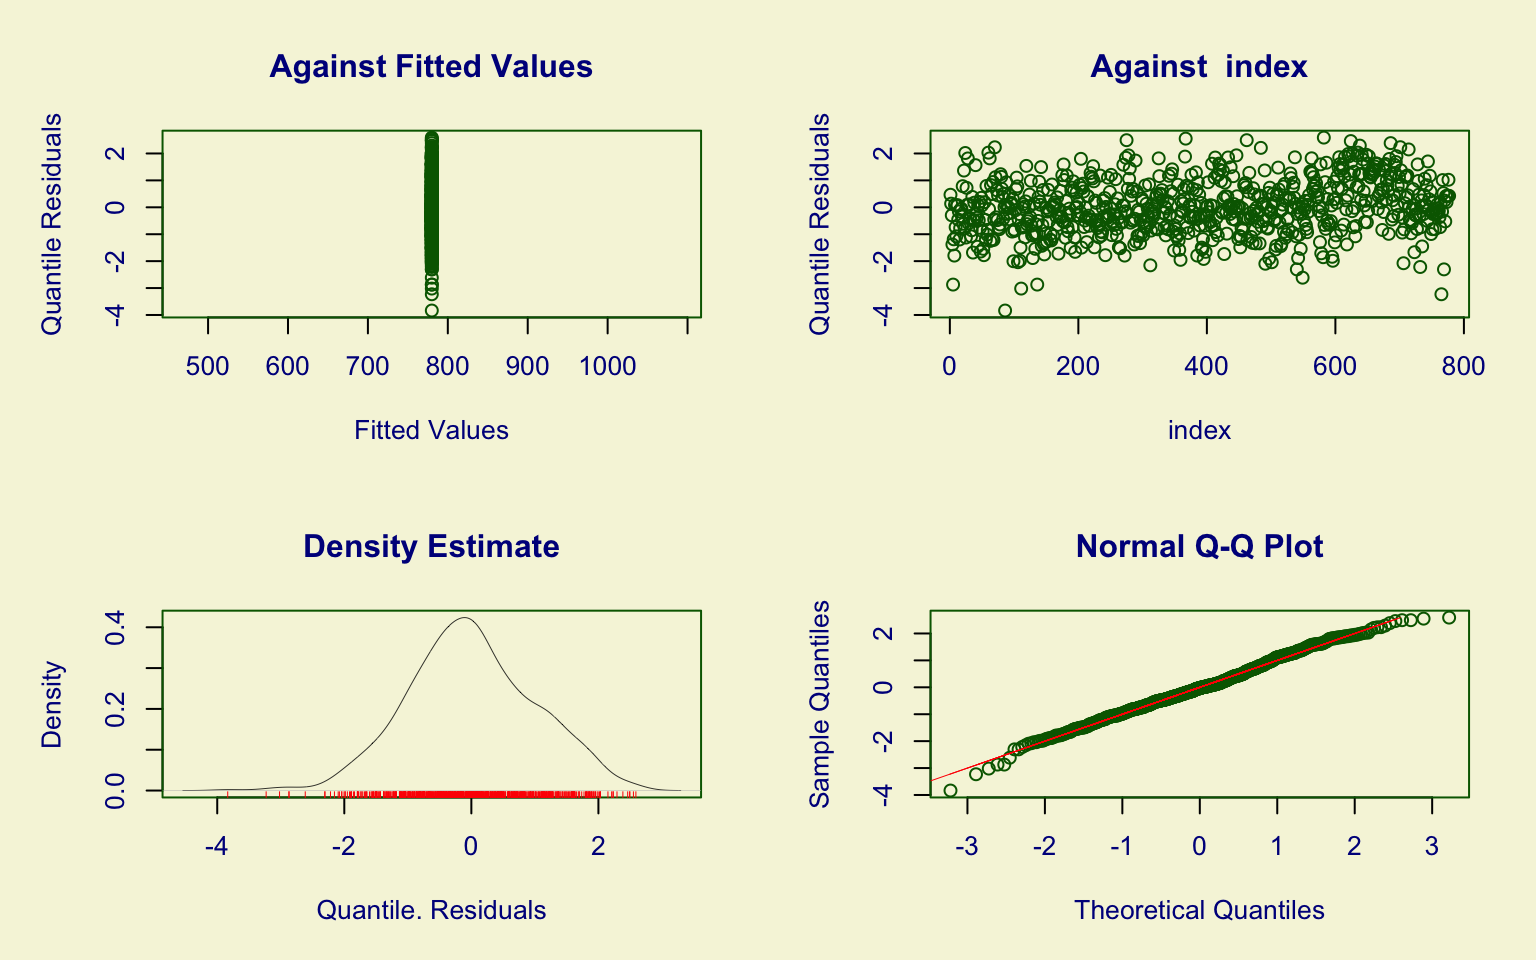 Against Fitted Values
Quantile Residuals
2
0
-2
-4
500 600 700 800 900 1000
Fitted Values
Against  index
Quantile Residuals
2
0
-2
-4
0 200 400 600 800
index
Density Estimate
Density
0.4
0.2
0.0
-4 -2 0 2
Quantile. Residuals
Normal Q-Q Plot
Sample Quantiles
2
0
-2
-4
-3 -2 -1 0 1 2 3
Theoretical Quantiles